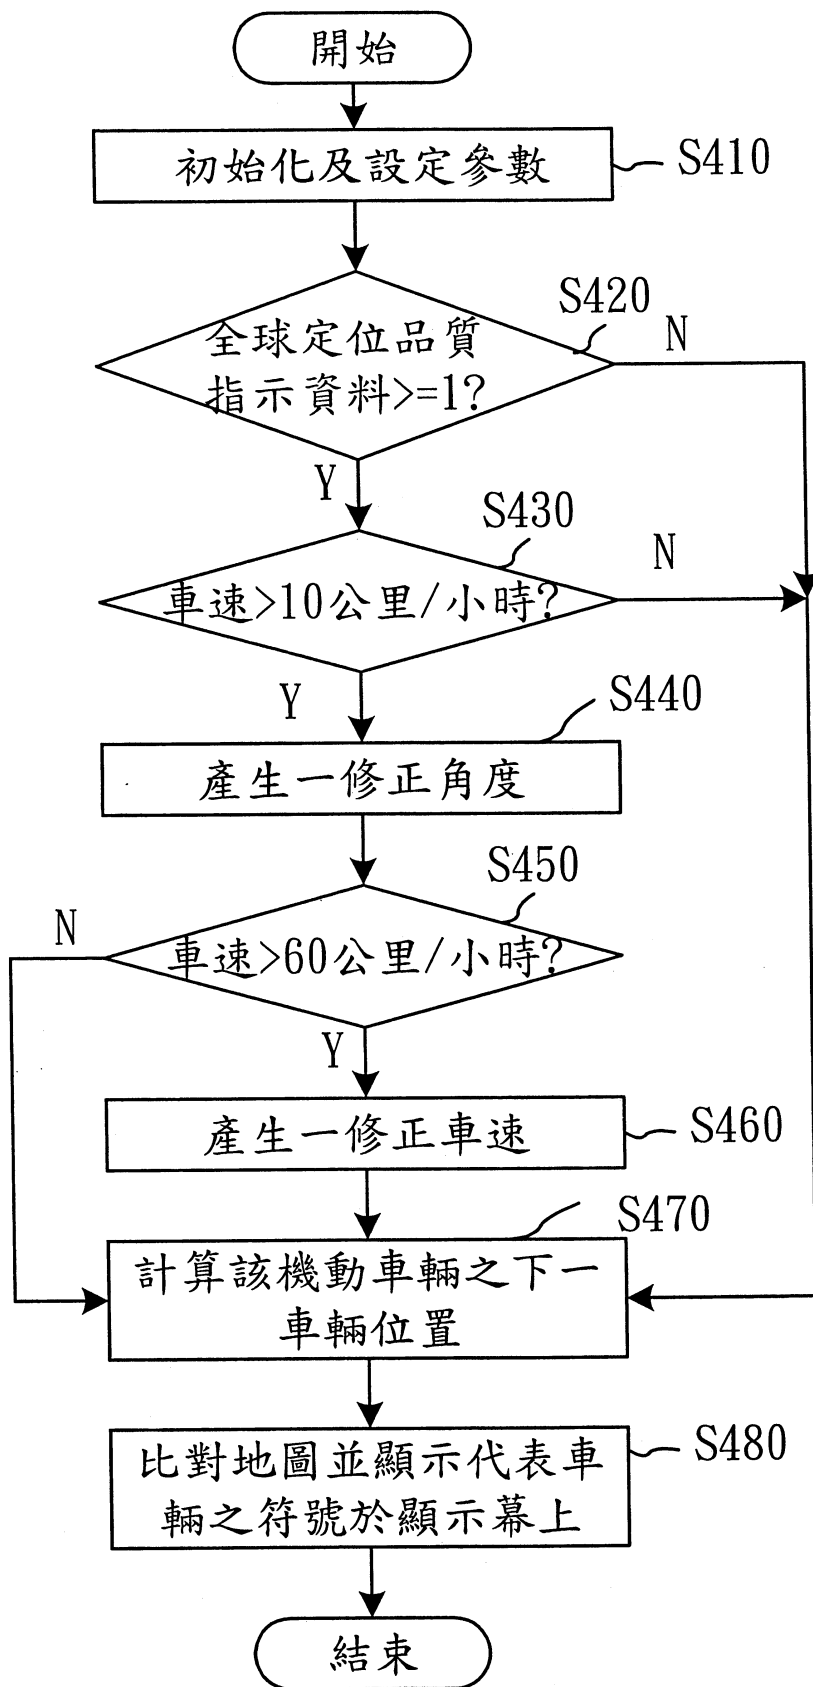 開始
初始化及設定參數
S410
S420
全球定位品質
指示資料>=1?
N
Y
S430
車速>10公里/小時?
N
Y
S440
產生一修正角度
S450
N
車速>60公里/小時?
Y
產生一修正車速
S460
S470
計算該機動車輛之下一
車輛位置
比對地圖並顯示代表車
輛之符號於顯示幕上
S480
結束